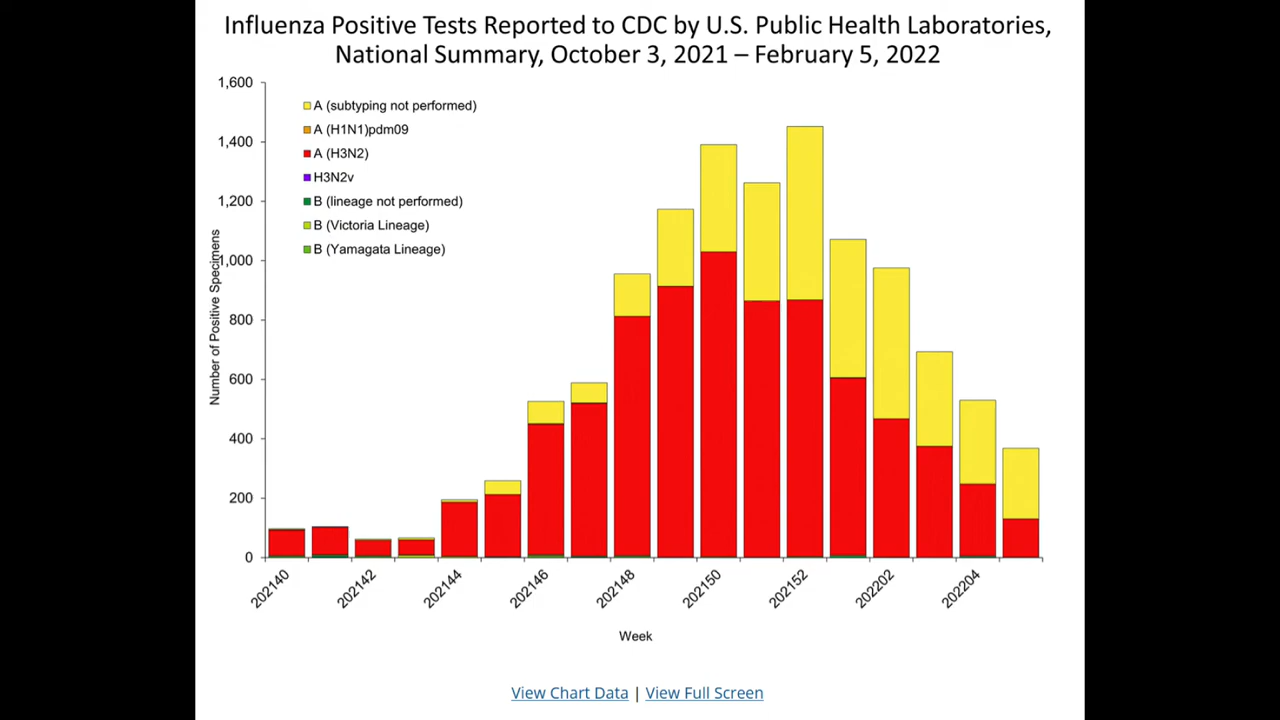 Influenza Positive Tests Reported to CDC by U.S. Public Health Laboratories,
National Summary, October 3, 2021 – February 5, 2022
1,600
1,400
1,200
1,000
800
600
400
200
0
Number of Positive Specimens
A (subtyping not performed)
A (H1N1)pdm09
A (H3N2)
H3N2v
B (lineage not performed)
B (Victoria Lineage)
B (Yamagata Lineage)
202140
202142
202144
202146
202148
202150
202152
202202
202204
Week
View Chart Data | View Full Screen